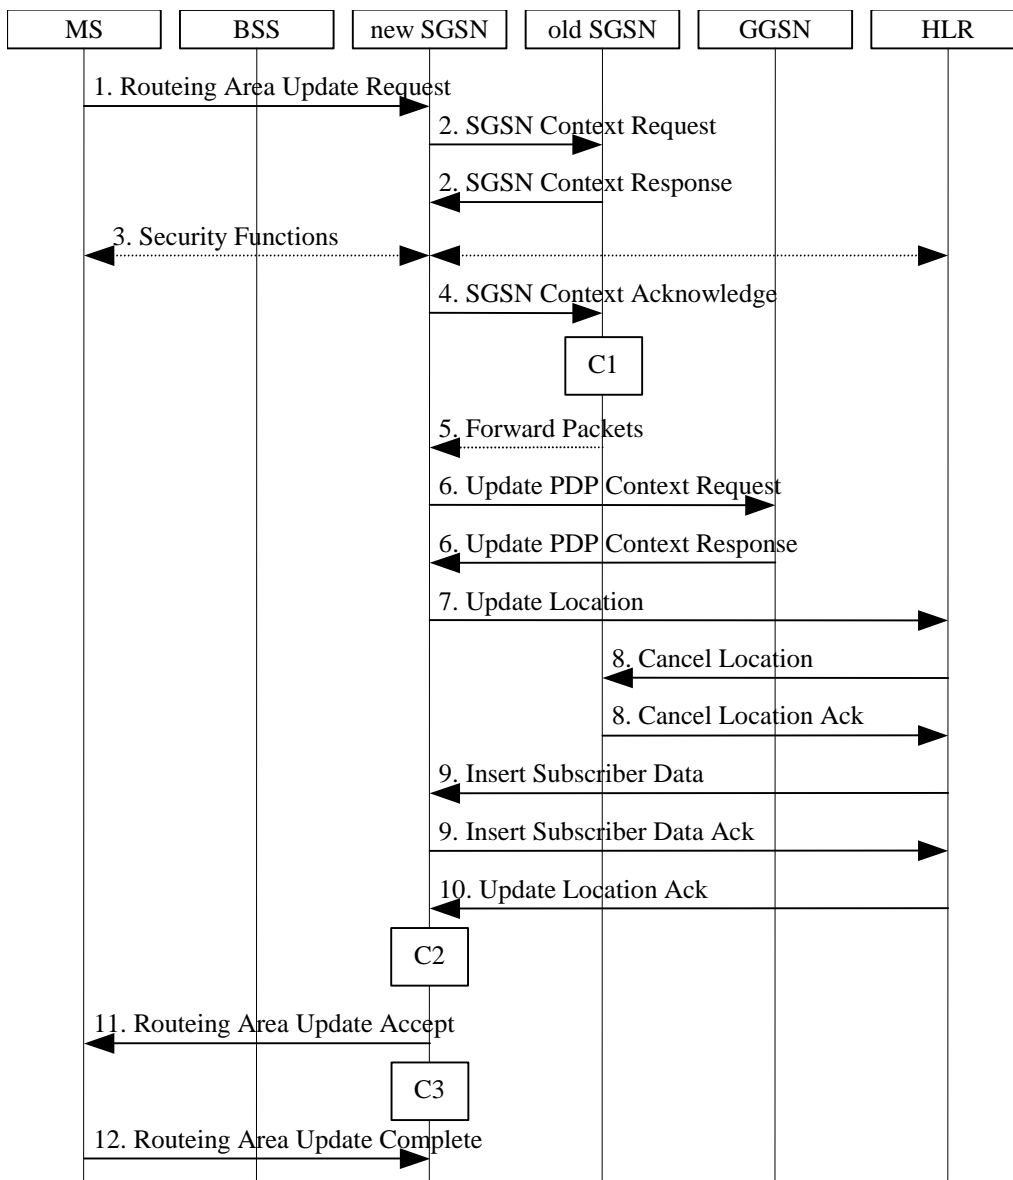 MS BSS new SGSN old SGSN GGSN HLR
1. Routeing Area Update Request
2. SGSN Context Request
2. SGSN Context Response
3. Security Functions
4. SGSN Context Acknowledge
C1
5. Forward Packets
6. Update PDP Context Request
6. Update PDP Context Response
7. Update Location
8. Cancel Location
8. Cancel Location Ack
9. Insert Subscriber Data
9. Insert Subscriber Data Ack
10. Update Location Ack
C2
11. Routeing Area Update Accept
C3
12. Routeing Area Update Complete